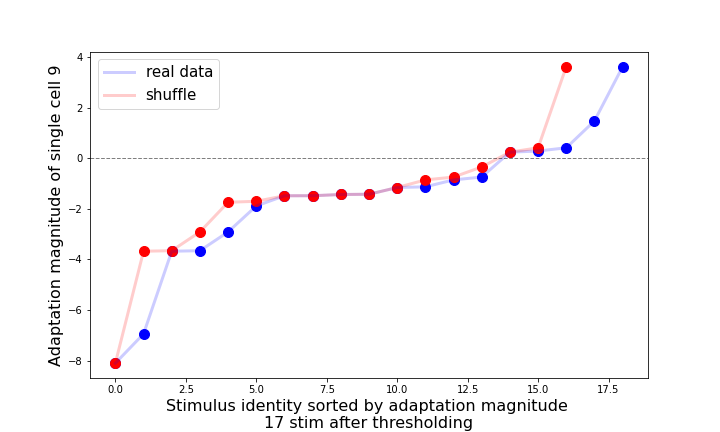 real data
shuffle
Adaptation magnitude of single cell 9
4
2
0
−2
−4
−6
−8
0.0 2.5 5.0 7.5 10.0 12.5 15.0 17.5
Stimulus identity sorted by adaptation magnitude
17 stim after thresholding